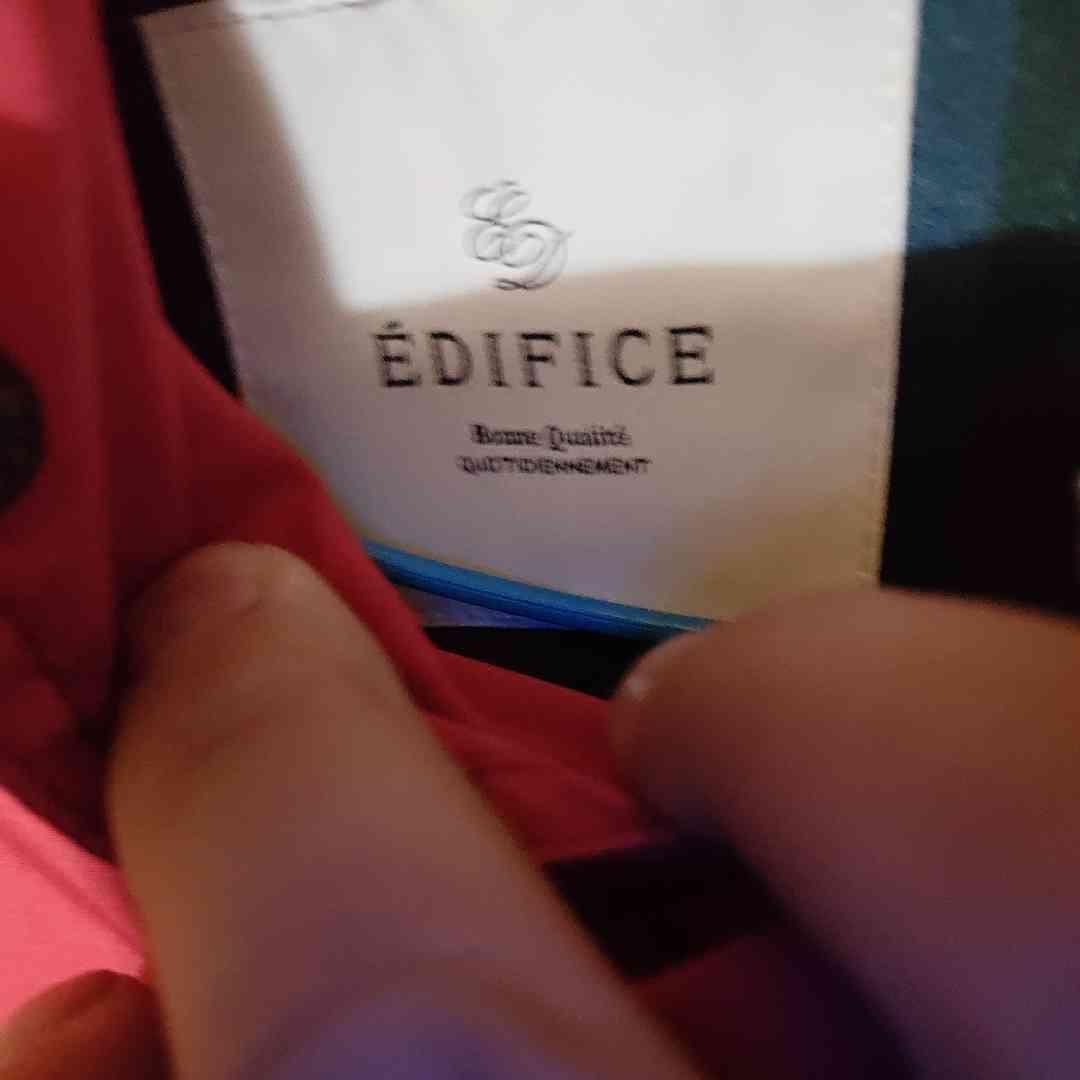 ÉDIFICE
Bonne Qualité
QUOTIDIENNEMENT